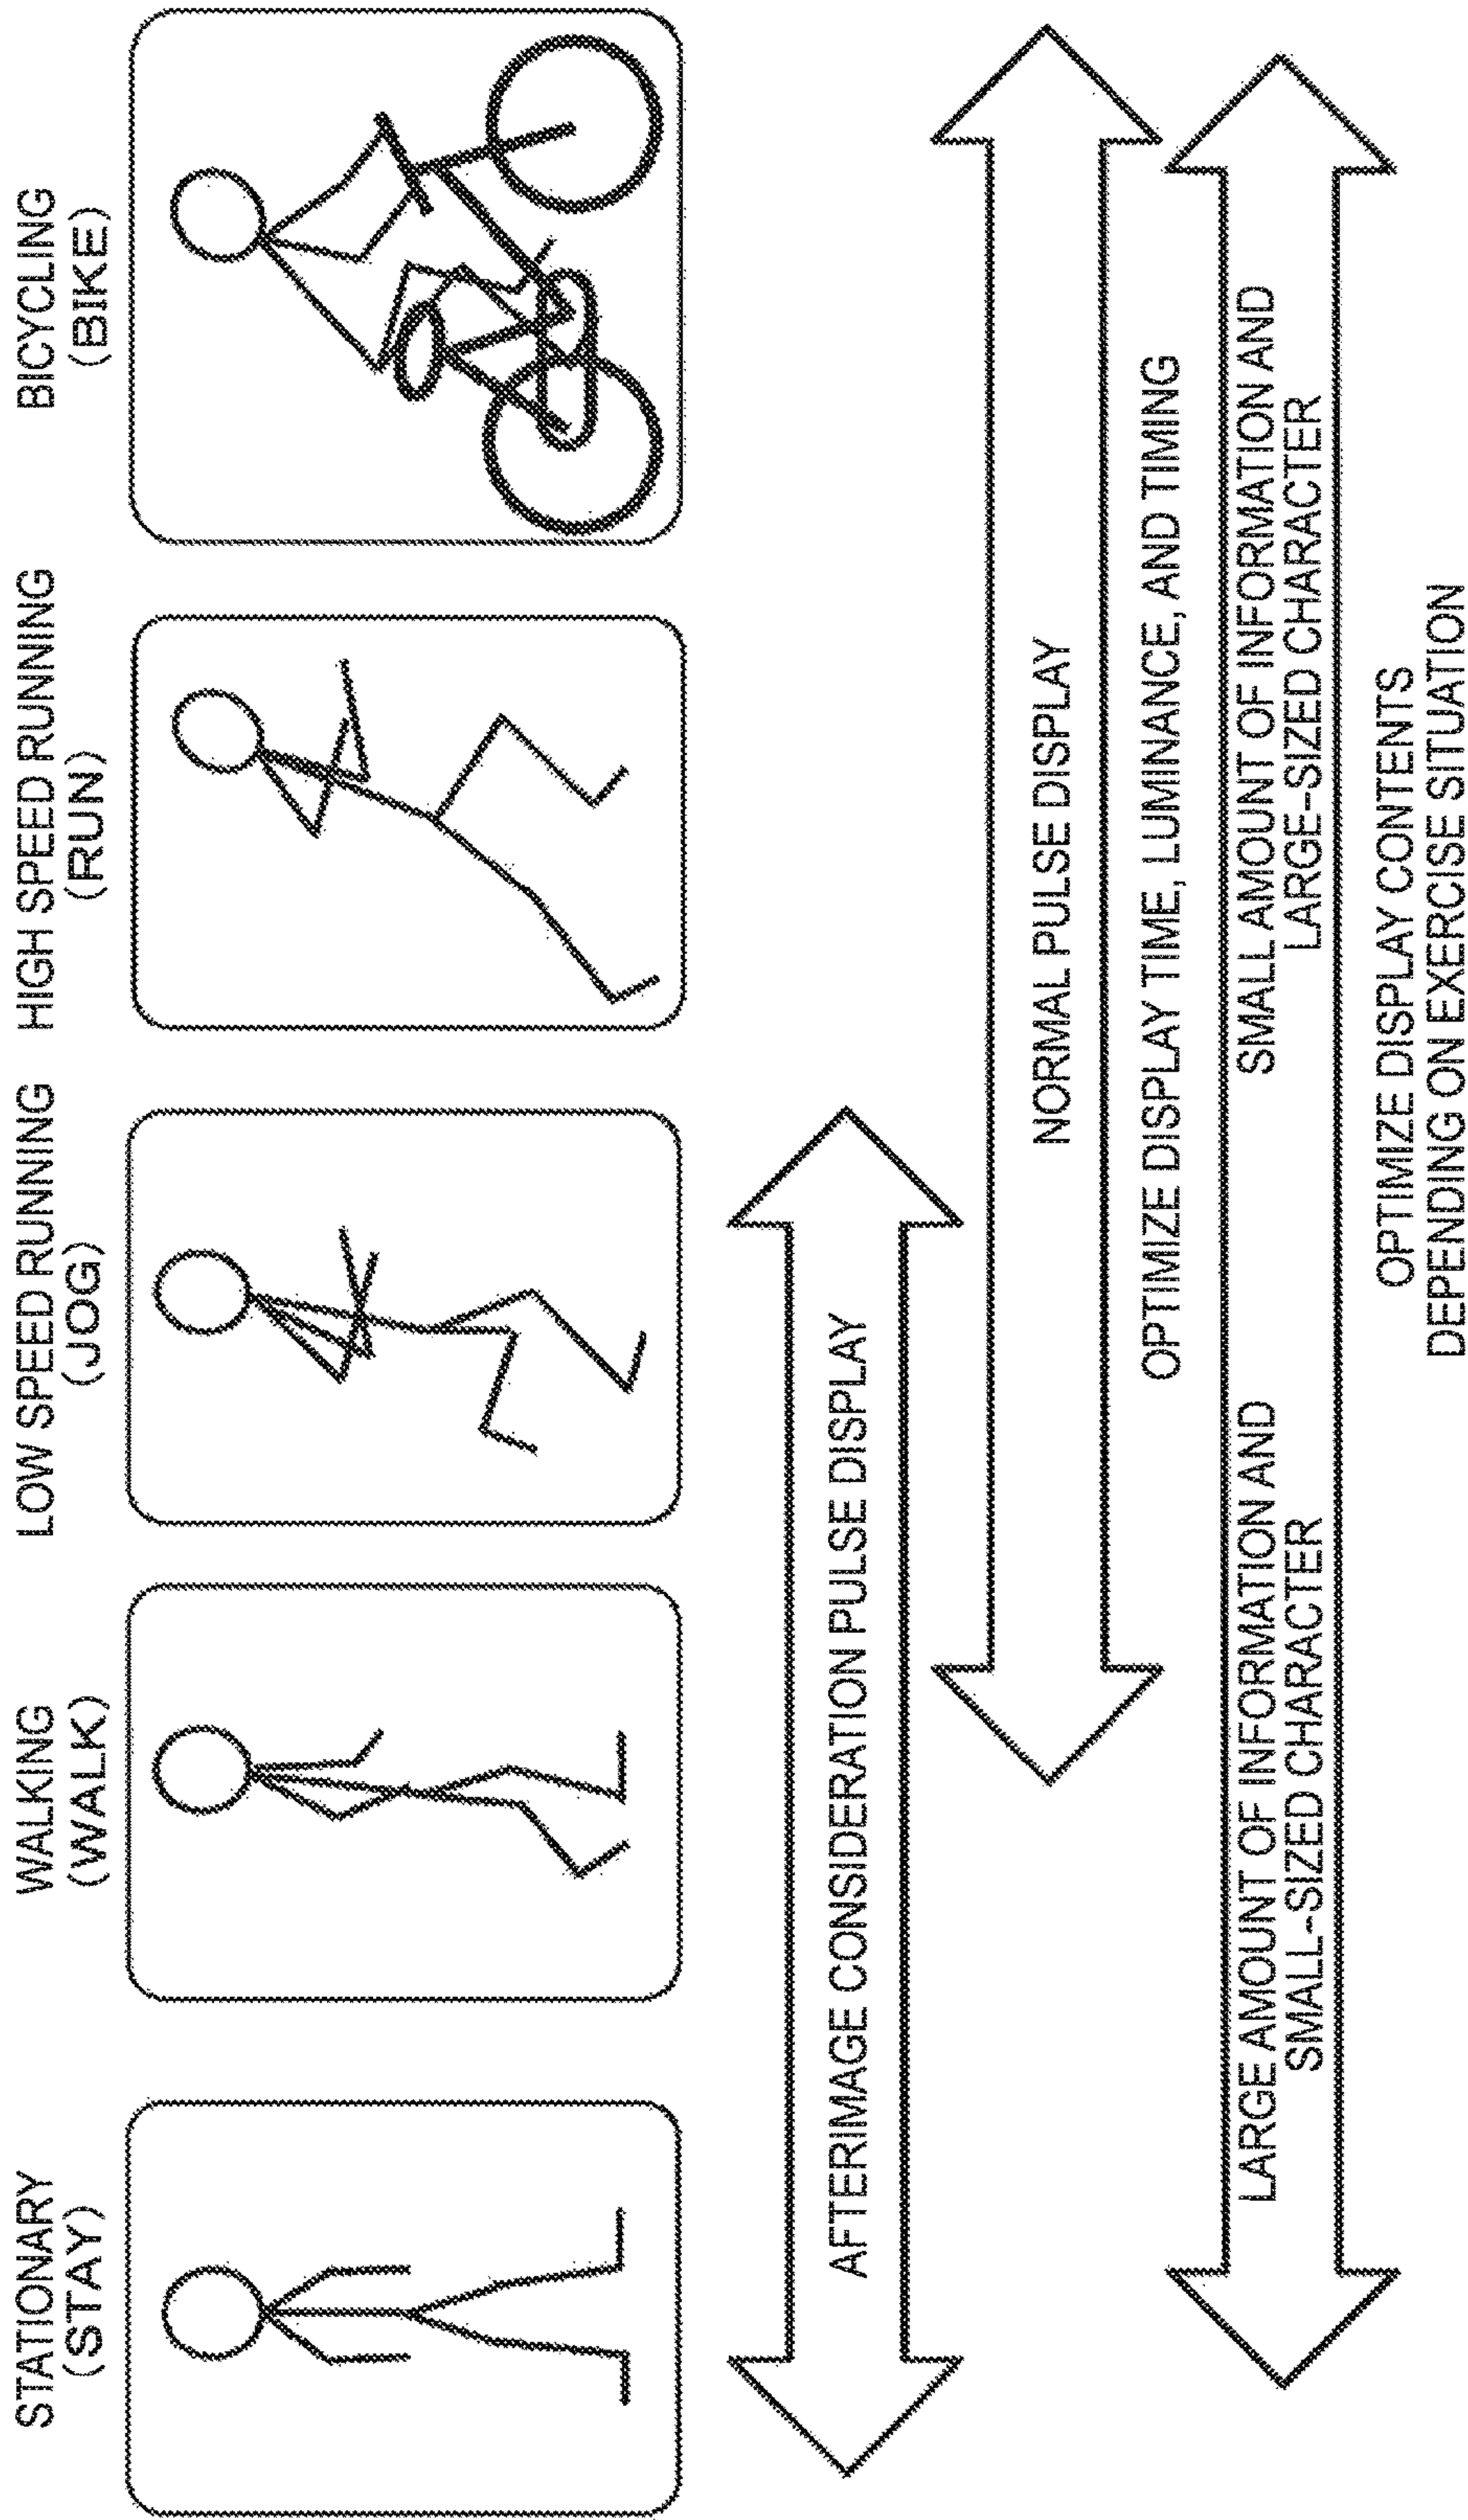 STATIONARY
(STAY)
WALKING
(WALK)
LOW SPEED RUNNING
(JOG)
HIGH SPEED RUNNING
(RUN)
BICYCLING
(BIKE)
AFTERIMAGE CONSIDERATION PULSE DISPLAY
NORMAL PULSE DISPLAY
OPTIMIZE DISPLAY TIME, LUMINANCE, AND TIMING
LARGE AMOUNT OF INFORMATION AND
SMALL-SIZED CHARACTER
SMALL AMOUNT OF INFORMATION AND
LARGE-SIZED CHARACTER
OPTIMIZE DISPLAY CONTENTS
DEPENDING ON EXERCISE SITUATION